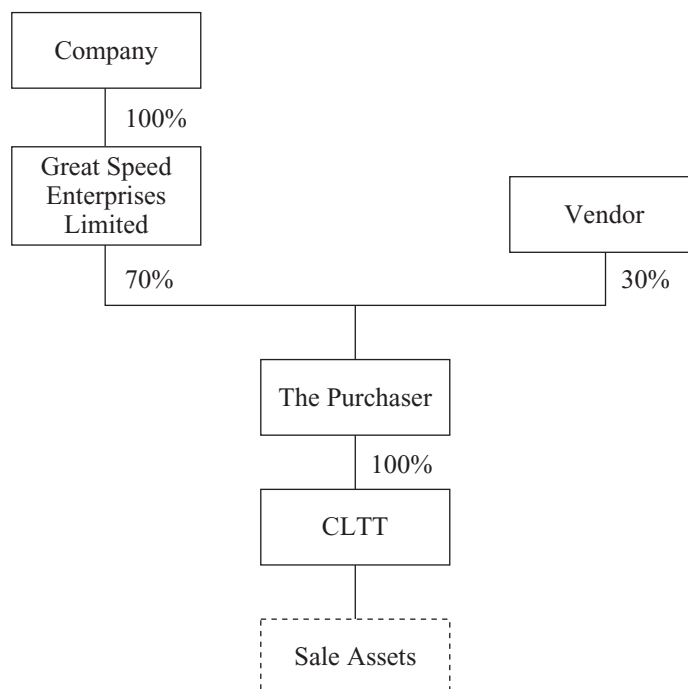 Company
100%
Great Speed
Enterprises
Limited
Vendor
70%
30%
The Purchaser
100%
CLTT
Sale Assets